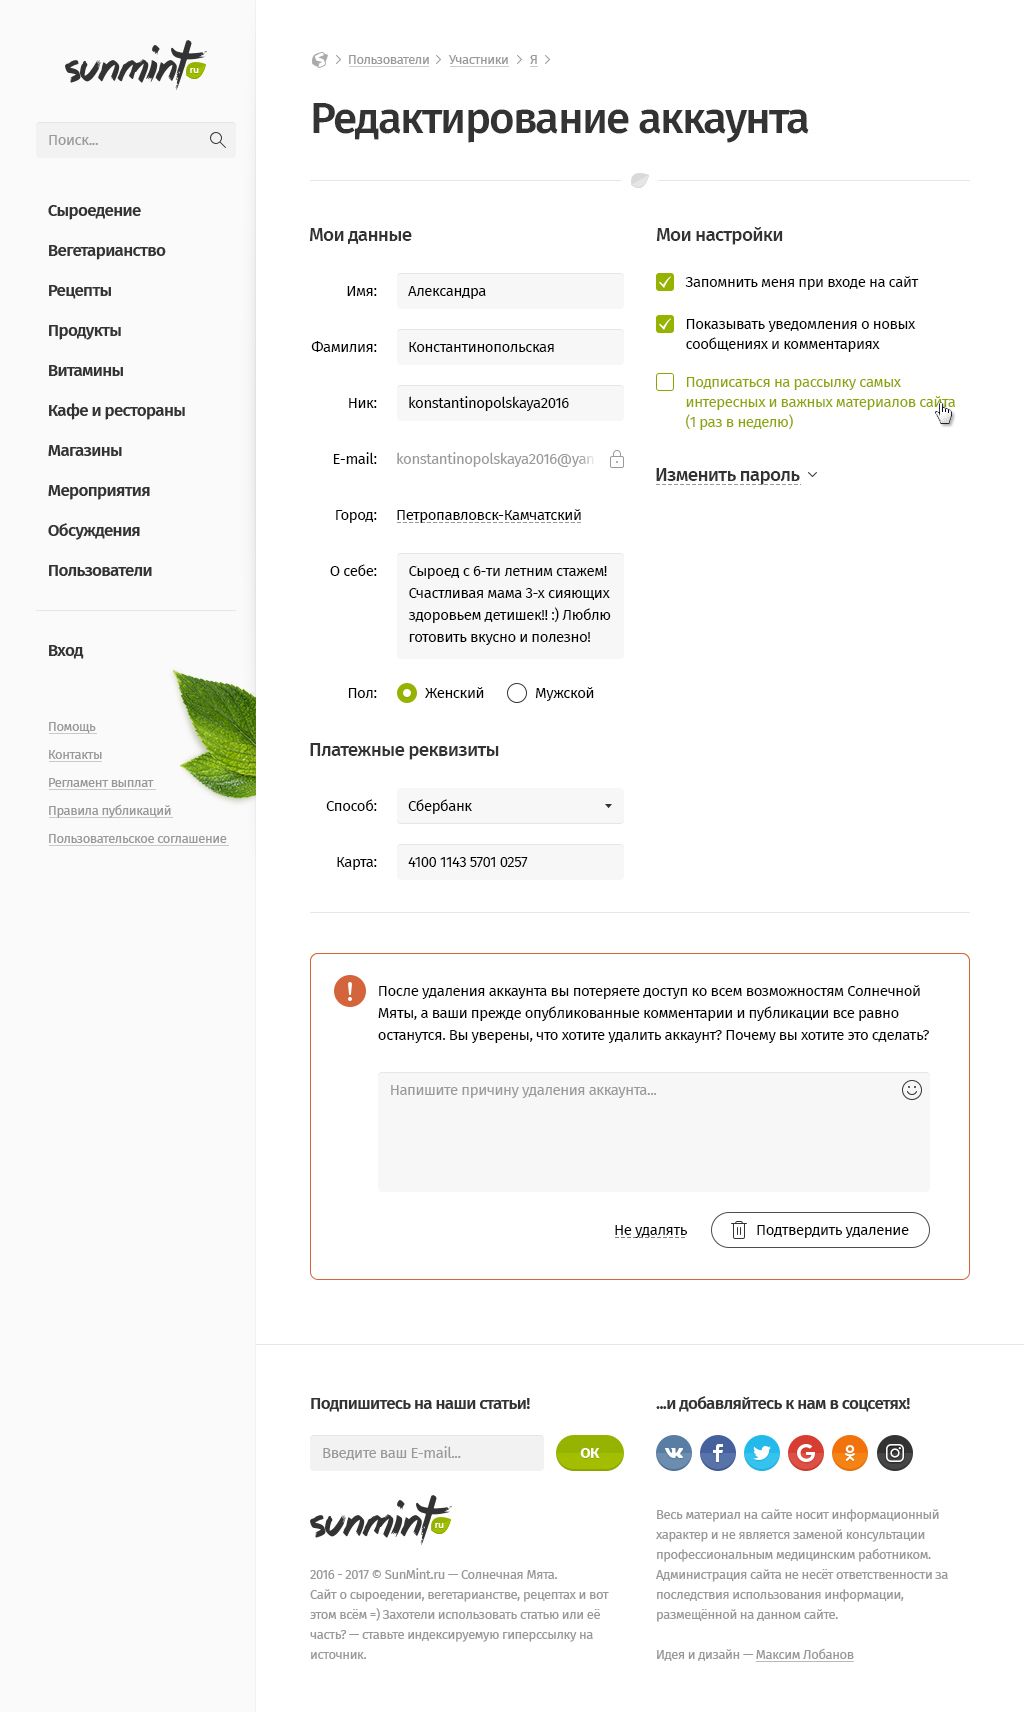 sunmint.ru
Поиск...
Сыроедение
Вегетарианство
Рецепты
Продукты
Витамины
Кафе и рестораны
Магазины
Мероприятия
Обсуждения
Пользователи
Вход
Помощь
Контакты
Регламент выплат
Правила публикаций
Пользовательское соглашение
Пользователи
Участники
Я
Редактирование аккаунта
Мои данные
Имя: Александра
Фамилия: Константинопольская
Ник: konstantinopolskaya2016
E-mail: konstantinopolskaya2016@yan
Город: Петропавловск-Камчатский
О себе: Сыроед с 6-ти летним стажем!
Счастливая мама 3-х сияющих
здоровьем детишек!! :) Люблю
готовить вкусно и полезно!
Пол: Женский Мужской
Платежные реквизиты
Способ: Сбербанк
Карта: 4100 1143 5701 0257
Мои настройки
Запомнить меня при входе на сайт
Показывать уведомления о новых
сообщениях и комментариях
Подписаться на рассылку самых
интересных и важных материалов сайта
(1 раз в неделю)
Изменить пароль
После удаления аккаунта вы потеряете доступ ко всем возможностям Солнечной
Мяты, а ваши прежде опубликованные комментарии и публикации все равно
останутся. Вы уверены, что хотите удалить аккаунт? Почему вы хотите это сделать?
Напишите причину удаления аккаунта...
Не удалять
Подтвердить удаление
Подпишитесь на наши статьи!
Введите ваш E-mail...
ОК
sunmint.ru
2016 - 2017 © SunMint.ru — Солнечная Мята.
Сайт о сыроедении, вегетарианстве, рецептах и вот
этом всём =) Захотели использовать статью или её
часть? — ставьте индексируемую гиперссылку на
источник.
...и добавляйтесь к нам в соцсетях!
Весь материал на сайте носит информационный
характер и не является заменой консультации
профессиональным медицинским работником.
Администрация сайта не несёт ответственности за
последствия использования информации,
размещённой на данном сайте.
Идея и дизайн — Максим Лобанов